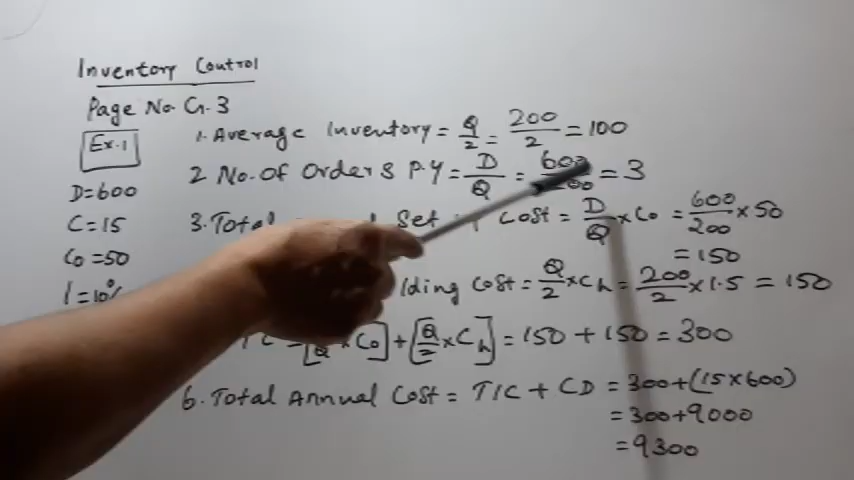 Inventory Control
Page No. G.3
Ex.1
D=600
C=15
Co=50
I=10%
1. Average Inventory = Q/2 = 200/2 = 100
2 No. Of Orders P.Y = D/Q = 600/200 = 3
3. Total Set Cost = D/Q × Co = 600/200 × 50
= 150
lding Cost = Q/2 × Ch = 200/2 × 1.5 = 150
[ × Co] + [Q/2 × Ch] = 150 + 150 = 300
6. Total Annual Cost = TIC + CD = 300 + (15 × 600)
= 300 + 9000
= 9300